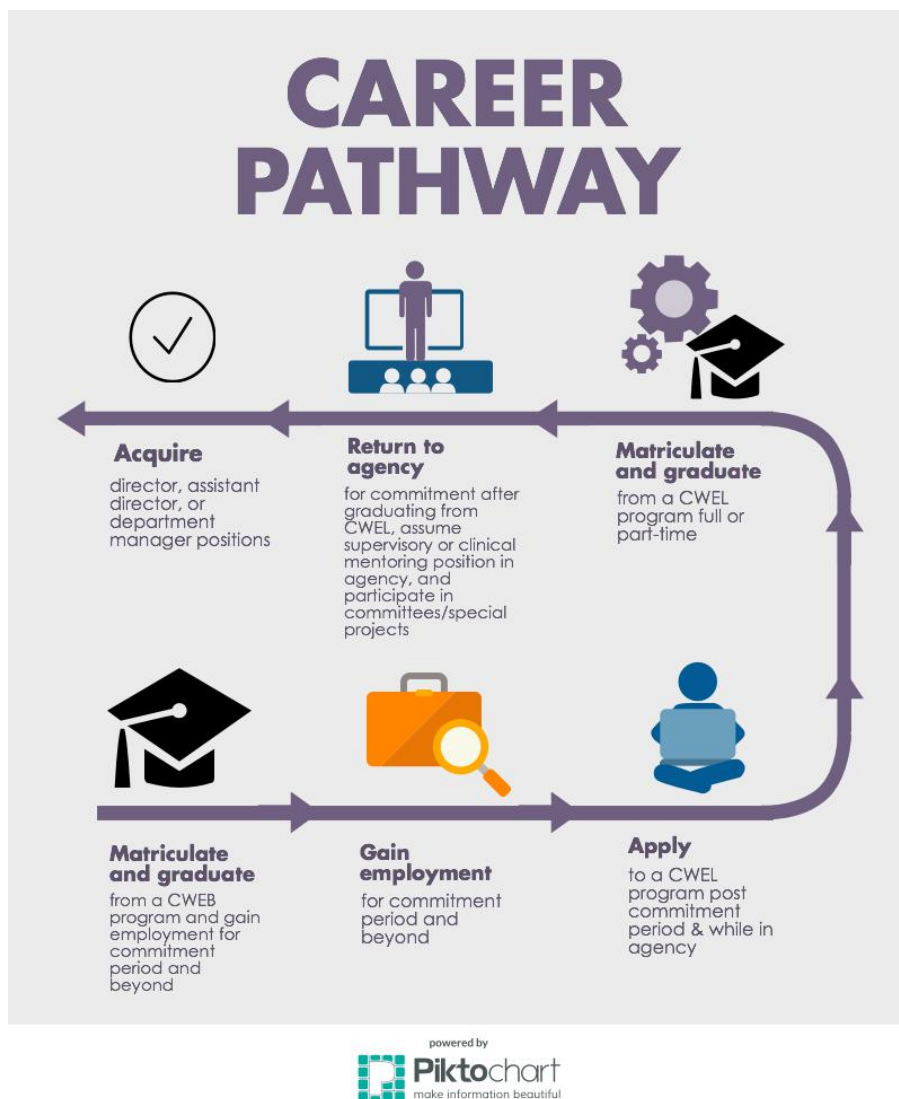 CAREER
PATHWAY
Acquire
director, assistant
director, or
department
manager positions
Return to
agency
for commitment after
graduating from
CWEL, assume
supervisory or clinical
mentoring position in
agency, and
participate in
committees/special
projects
Matriculate
and graduate
from a CWEL
program full or
part-time
Matriculate
and graduate
from a CWEB
program and gain
employment for
commitment
period and
beyond
Gain
employment
for commitment
period and
beyond
Apply
to a CWEL
program post
commitment
period & while in
agency
powered by
Piktochart
make information beautiful